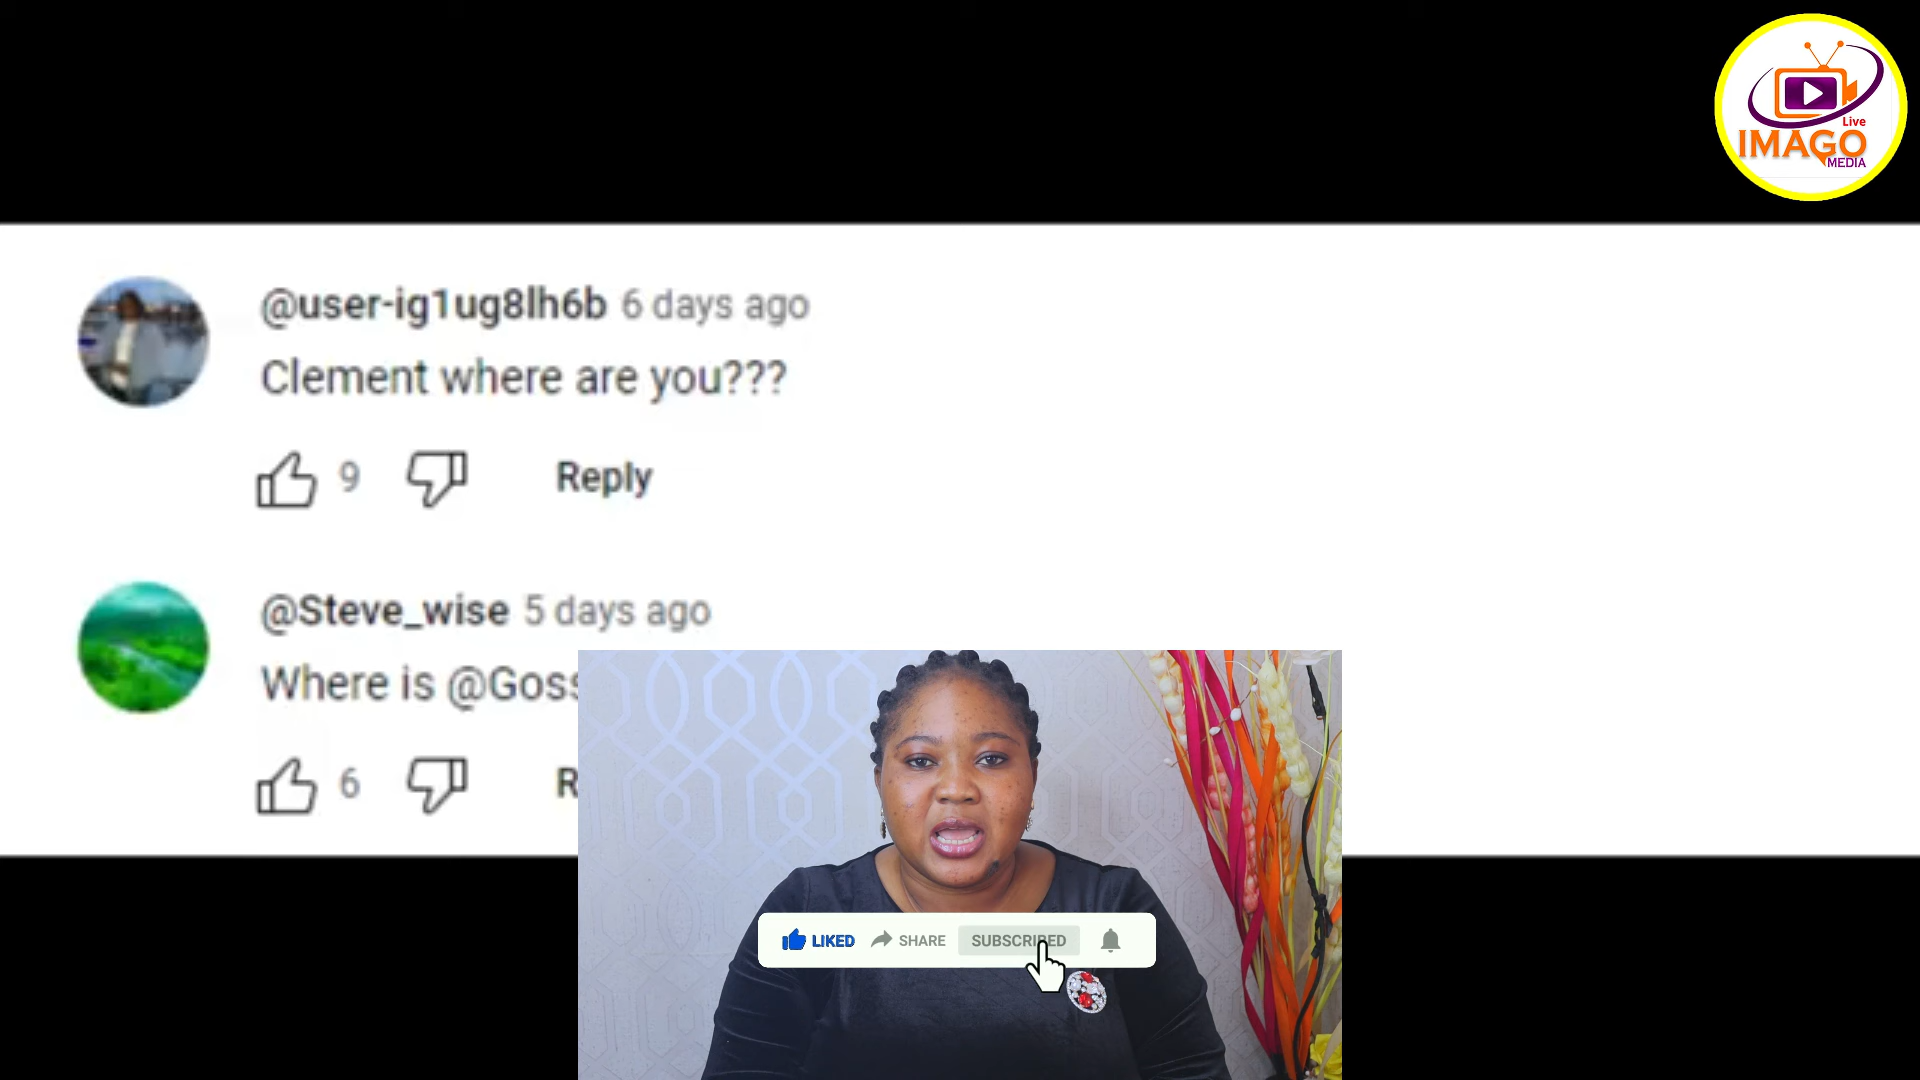 Live
IMAGO
MEDIA
@user-ig1ug8lh6b 6 days ago
Clement where are you???
9 Reply
@Steve_wise 5 days ago
Where is
6
LIKED SHARE SUBSCRIBED